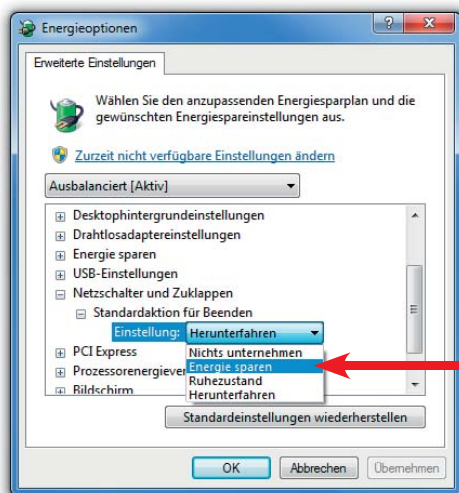 Energieoptionen
Erweiterte Einstellungen
Wählen Sie den anzupassenden Energiesparplan und die
gewünschten Energiespareinstellungen aus.
Zurzeit nicht verfügbare Einstellungen ändern
Ausbalanciert [Aktiv]
Desktophintergrundeinstellungen
Drahtlosadaptereinstellungen
Energie sparen
USB-Einstellungen
Netzschalter und Zuklappen
Standardaktion für Beenden
Einstellung: Herunterfahren
PCI Express
Nichts unternehmen
Prozessorenergiever
Energie sparen
Ruhezustand
Bildschirm
Herunterfahren
Standardeinstellungen wiederherstellen
OK Abbrechen Übernehmen